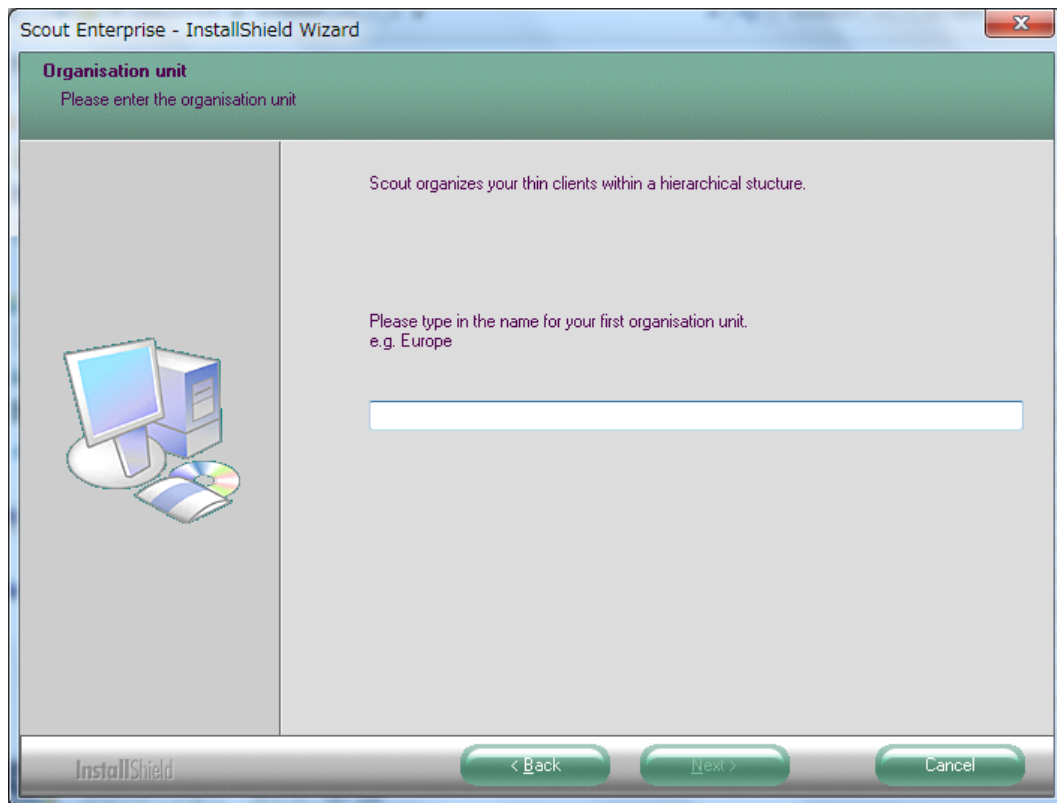 Scout Enterprise - InstallShield Wizard
Organisation unit
Please enter the organisation unit
Scout organizes your thin clients within a hierarchical stucture.
Please type in the name for your first organisation unit.
e.g. Europe
InstallShield
< Back
Next >
Cancel